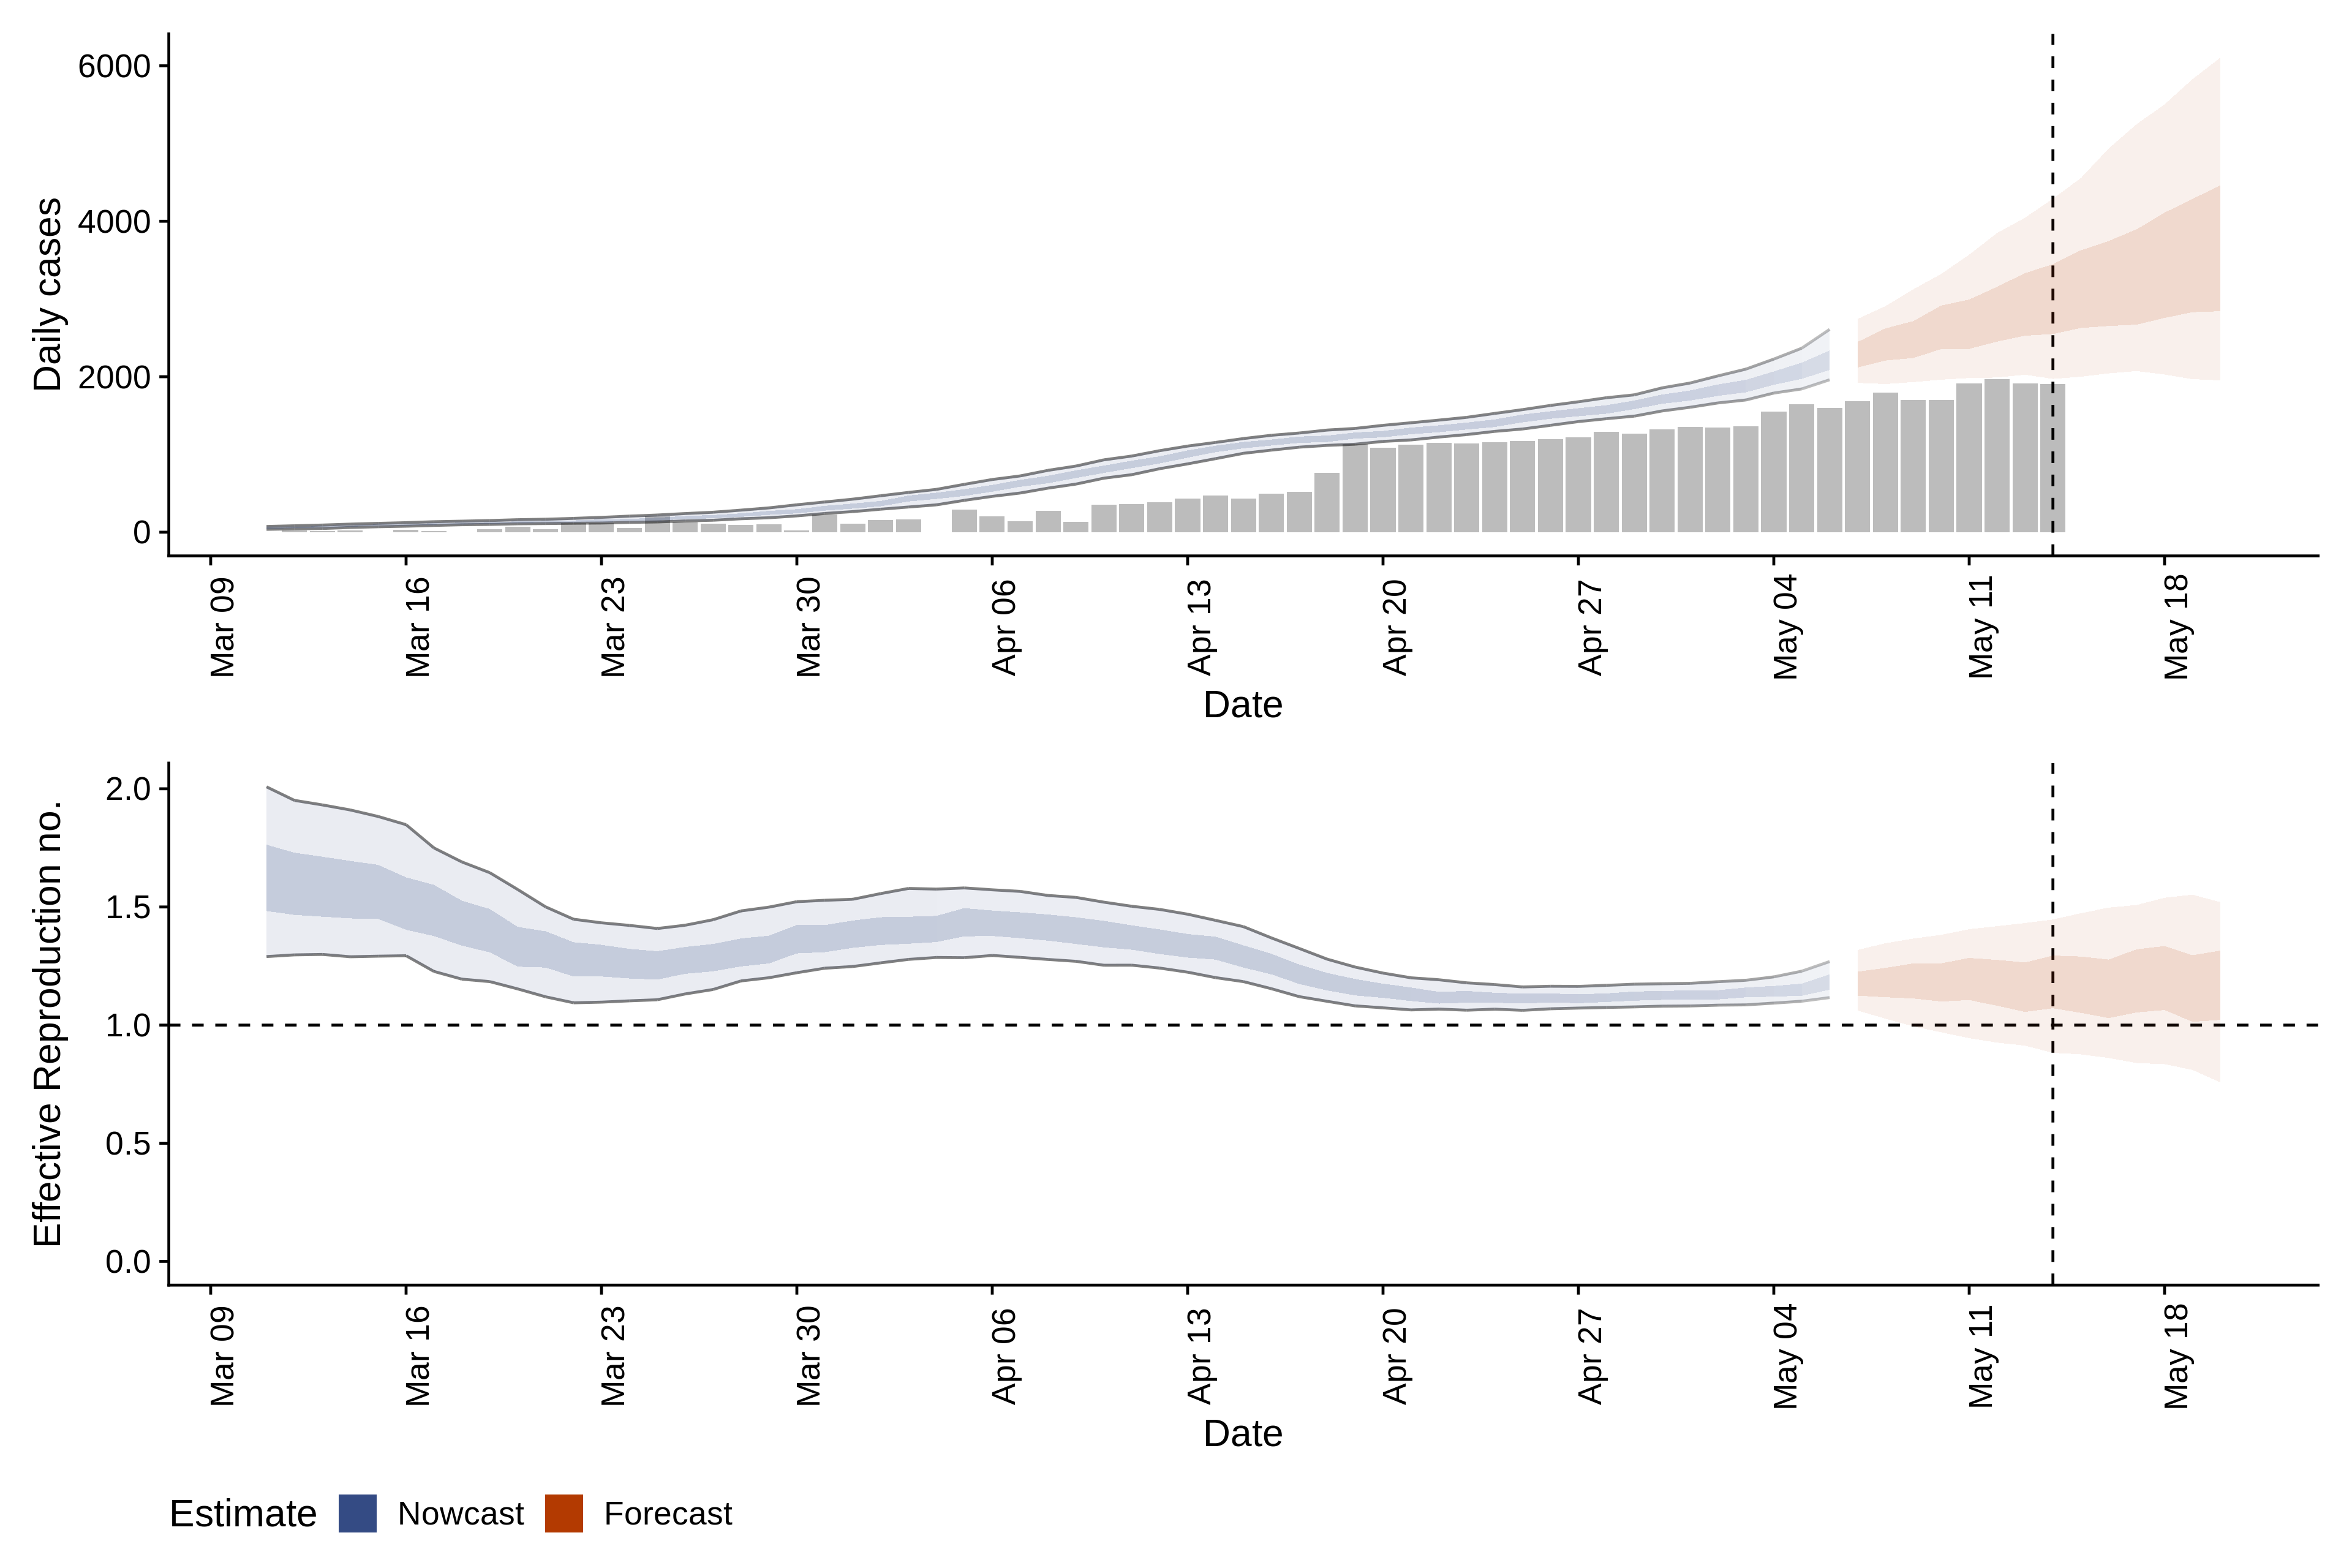 6000
4000
2000
0
Daily cases
Mar 09 Mar 16 Mar 23 Mar 30 Apr 06 Apr 13 Apr 20 Apr 27 May 04 May 11 May 18
Date
2.0
1.5
1.0
0.5
0.0
Effective Reproduction no.
Mar 09 Mar 16 Mar 23 Mar 30 Apr 06 Apr 13 Apr 20 Apr 27 May 04 May 11 May 18
Date
Estimate Nowcast Forecast